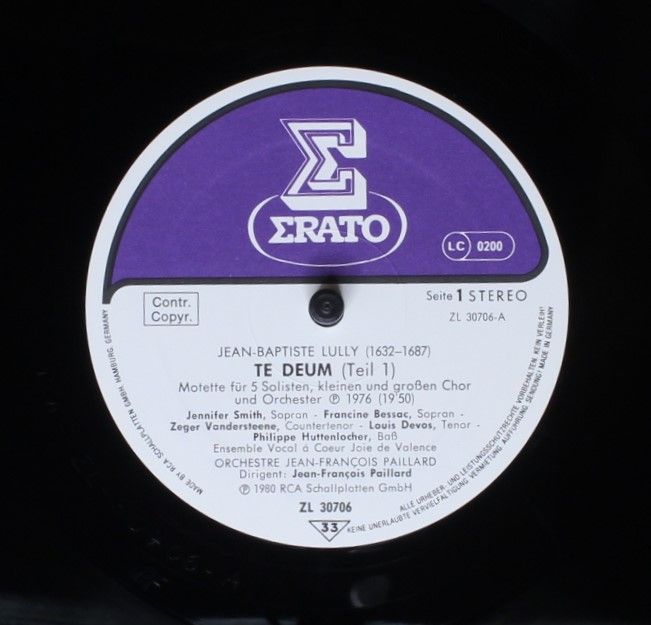 ΣRATO
LC 0200
Contr.
Copyr.
Seite 1 STEREO
ZL 30706-A
JEAN-BAPTISTE LULLY (1632–1687)
TE DEUM (Teil 1)
Motette für 5 Solisten, kleinen und großen Chor
und Orchester ℗ 1976 (19'50)
Jennifer Smith, Sopran - Francine Bessac, Sopran -
Zeger Vandersteene, Countertenor - Louis Devos, Tenor -
Philippe Huttenlocher, Baß
Ensemble Vocal à Coeur Joie de Valence
ORCHESTRE JEAN-FRANÇOIS PAILLARD
Dirigent: Jean-François Paillard
℗ 1980 RCA Schallplatten GmbH
ZL 30706
33
MADE BY RCA SCHALLPLATTEN GMBH, HAMBURG, GERMANY
ALLE URHEBER- UND LEISTUNGSSCHUTZRECHTE VORBEHALTEN. KEIN VERLEIH!
KEINE UNERLAUBTE VERVIELFÄLTIGUNG, VERMIETUNG, AUFFÜHRUNG, SENDUNG! MADE IN GERMANY